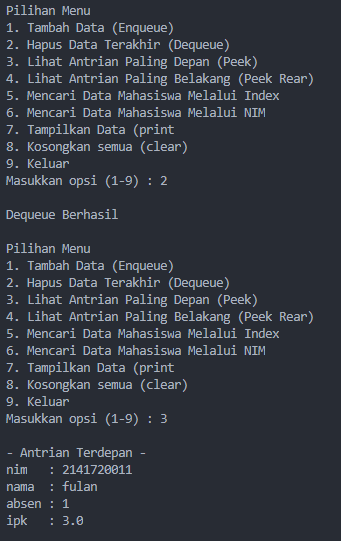 Pilihan Menu
1. Tambah Data (Enqueue)
2. Hapus Data Terakhir (Dequeue)
3. Lihat Antrian Paling Depan (Peek)
4. Lihat Antrian Paling Belakang (Peek Rear)
5. Mencari Data Mahasiswa Melalui Index
6. Mencari Data Mahasiswa Melalui NIM
7. Tampilkan Data (print
8. Kosongkan semua (clear)
9. Keluar
Masukkan opsi (1-9) : 2

Dequeue Berhasil

Pilihan Menu
1. Tambah Data (Enqueue)
2. Hapus Data Terakhir (Dequeue)
3. Lihat Antrian Paling Depan (Peek)
4. Lihat Antrian Paling Belakang (Peek Rear)
5. Mencari Data Mahasiswa Melalui Index
6. Mencari Data Mahasiswa Melalui NIM
7. Tampilkan Data (print
8. Kosongkan semua (clear)
9. Keluar
Masukkan opsi (1-9) : 3

- Antrian Terdepan -
nim   : 2141720011
nama  : fulan
absen : 1
ipk   : 3.0